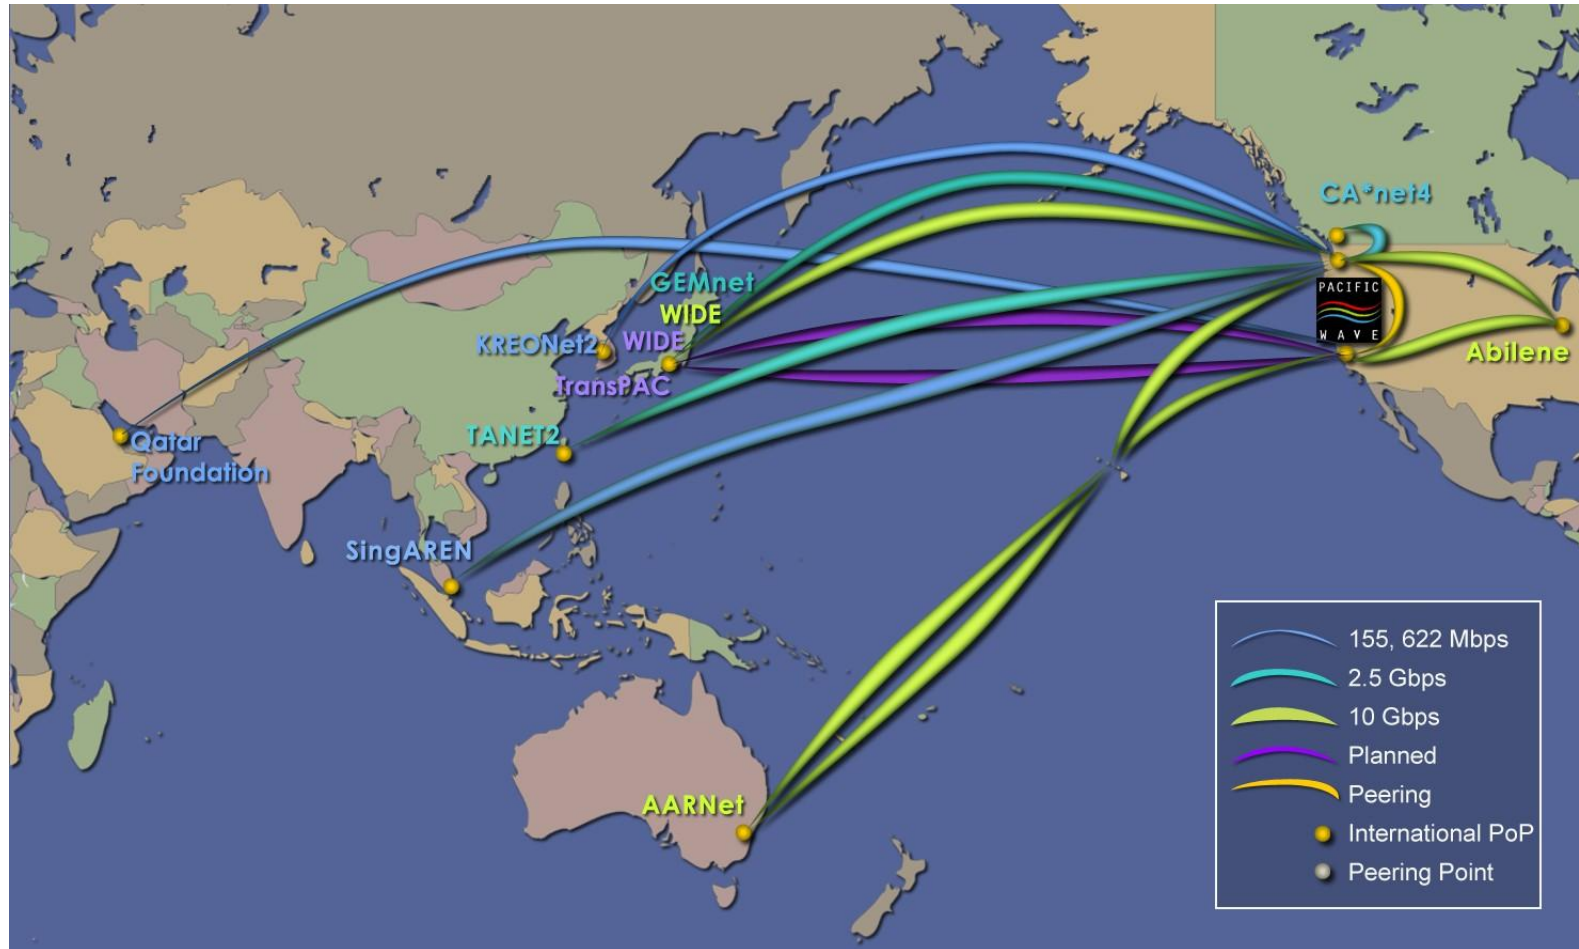 CA*net4
PACIFIC
WAVE
Abilene
GEMnet
WIDE
WIDE
KREONet2
TransPAC
TANET2
Qatar
Foundation
SingAREN
AARNet
155, 622 Mbps
2.5 Gbps
10 Gbps
Planned
Peering
International PoP
Peering Point